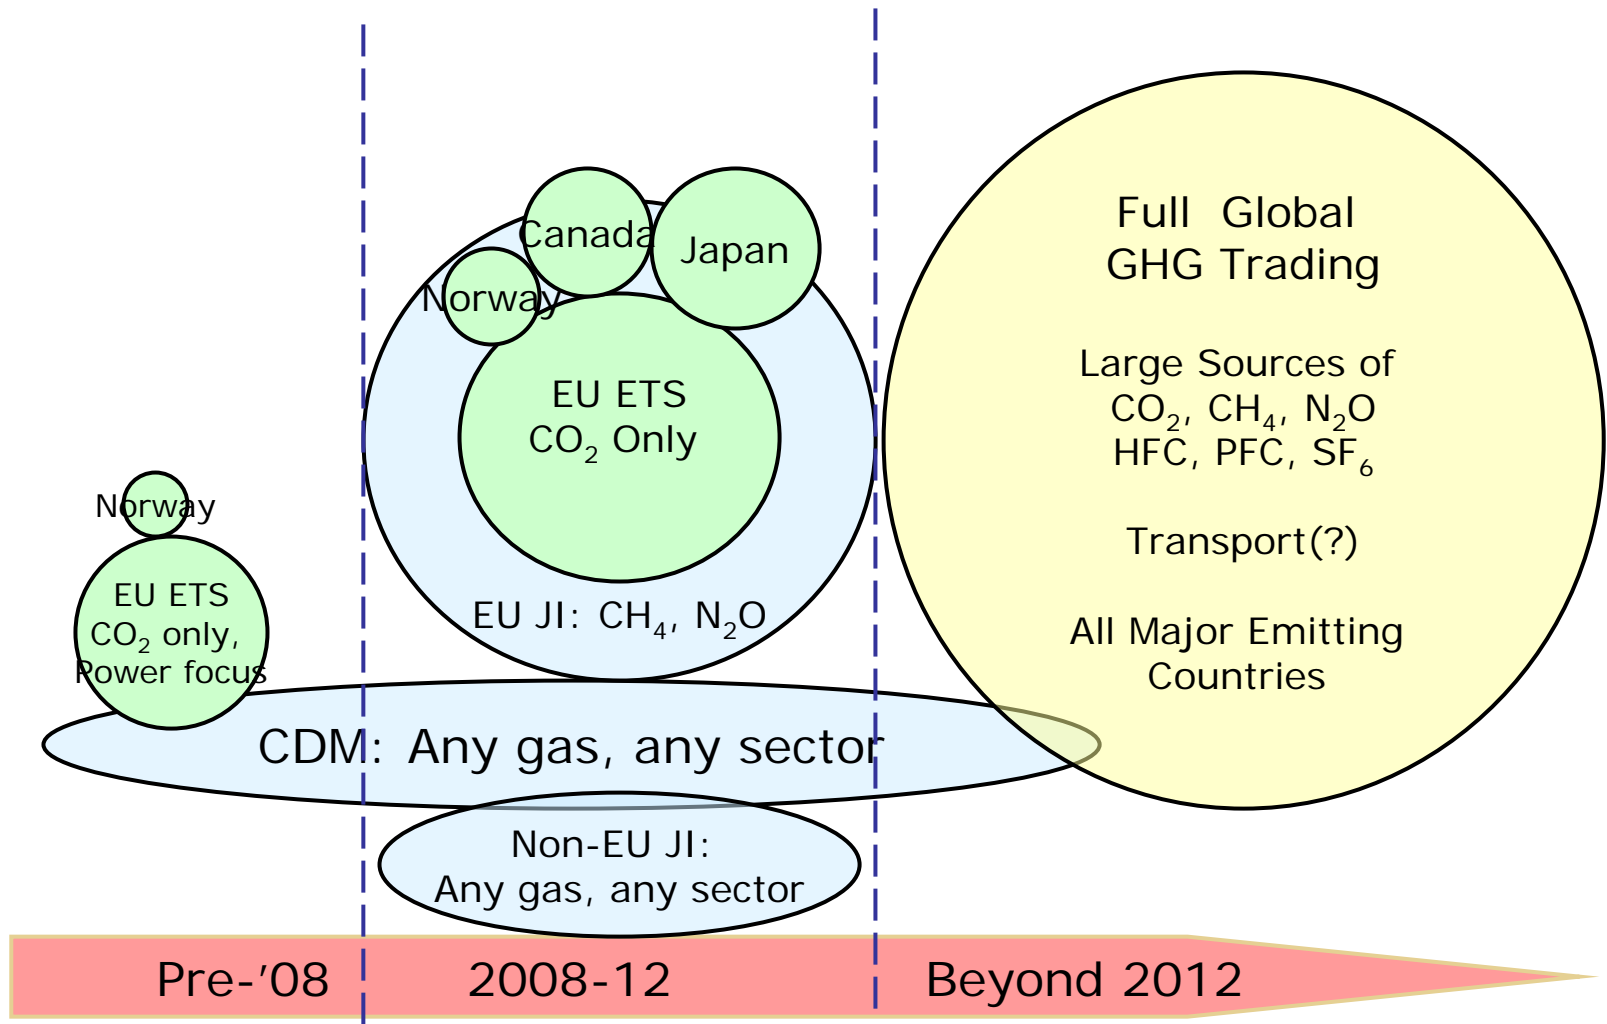 Norway
EU ETS
CO₂ only,
Power focus
Canada
Japan
Norway
EU ETS
CO₂ Only
EU JI: CH₄, N₂O
CDM: Any gas, any sector
Non-EU JI:
Any gas, any sector
Full Global
GHG Trading
Large Sources of
CO₂, CH₄, N₂O
HFC, PFC, SF₆
Transport(?)
All Major Emitting
Countries
Pre-'08
2008-12
Beyond 2012